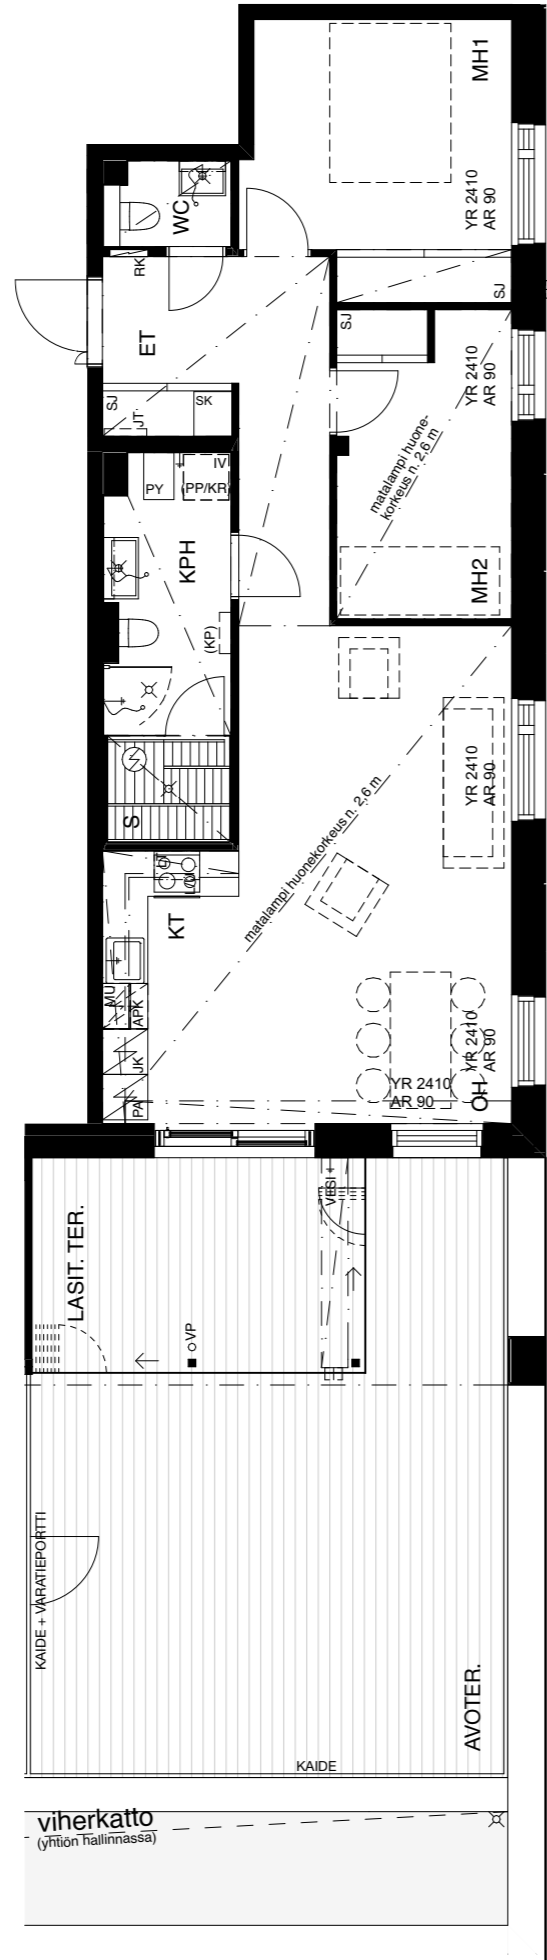 MH1
YR 2410
AR 90
WC
RK
SJ
ET
SJ
YR 2410
AR 90
SJ
JT
SK
matalampi huone-
korkeus n. 2,6 m
IV
PY
(PP/KR)
KPH
MH2
(KP)
YR 2410
AR 90
S
matalampi huonekorkeus n. 2,6 m
KT
MU
APK
JK
YR 2410
AR 90
YR 2410
AR 90
OH
PA
VESI +
LASIT. TER.
VP
KAIDE + VARATIEPORTTI
AVOTER.
KAIDE
viherkatto
(yhtiön hallinnassa)